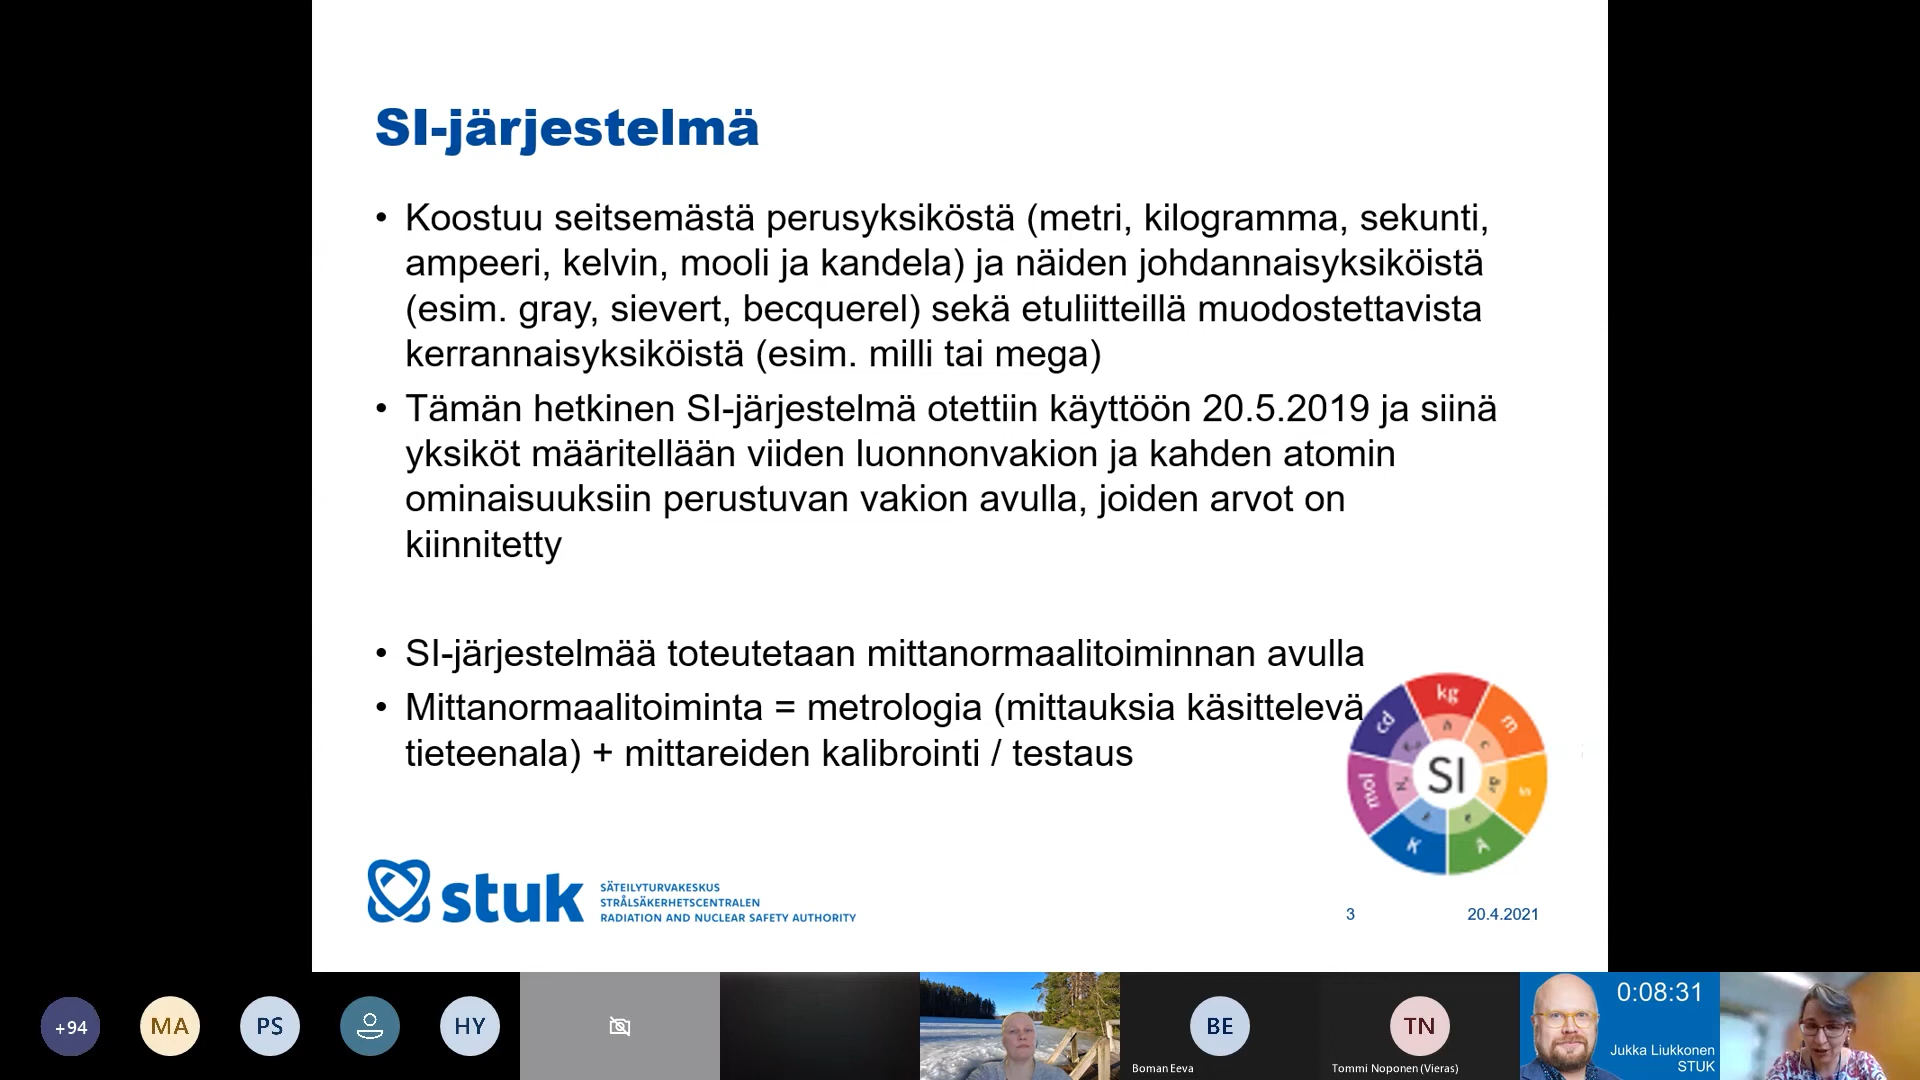 SI-järjestelmä
• Koostuu seitsemästä perusyksiköstä (metri, kilogramma, sekunti,
ampeeri, kelvin, mooli ja kandela) ja näiden johdannaisyksiköistä
(esim. gray, sievert, becquerel) sekä etuliitteillä muodostettavista
kerrannaisyksiköistä (esim. milli tai mega)
• Tämän hetkinen SI-järjestelmä otettiin käyttöön 20.5.2019 ja siinä
yksiköt määritellään viiden luonnonvakion ja kahden atomin
ominaisuuksiin perustuvan vakion avulla, joiden arvot on
kiinnitetty
• SI-järjestelmää toteutetaan mittanormaalitoiminnan avulla
• Mittanormaalitoiminta = metrologia (mittauksia käsittelevä
tieteenala) + mittareiden kalibrointi / testaus
kg
m
s
A
K
mol
cd
SI
stuk
SÄTEILYTURVAKESKUS
STRÅLSÄKERHETSCENTRALEN
RADIATION AND NUCLEAR SAFETY AUTHORITY
3
20.4.2021
+94
MA
PS
HY
BE
Boman Eeva
TN
Tommi Noponen (Vieras)
0:08:31
Jukka Liukkonen
STUK